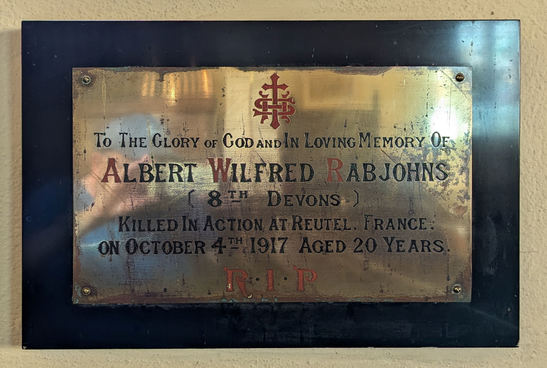 IHS
To The Glory of God and In Loving Memory Of
Albert Wilfred Rabjohns
( 8TH Devons )
Killed In Action at Reutel. France.
on October 4TH 1917 Aged 20 Years.
R·I·P